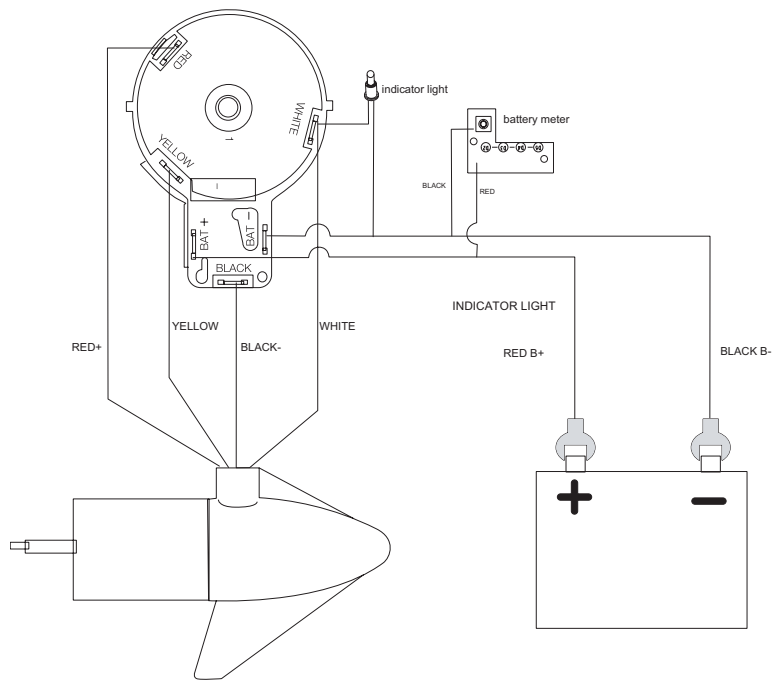 RED
indicator light
WHITE
battery meter
YELLOW
BLACK
RED
BAT +
BAT −
BLACK
INDICATOR LIGHT
YELLOW
WHITE
RED+
BLACK-
RED B+
BLACK B-
+
−